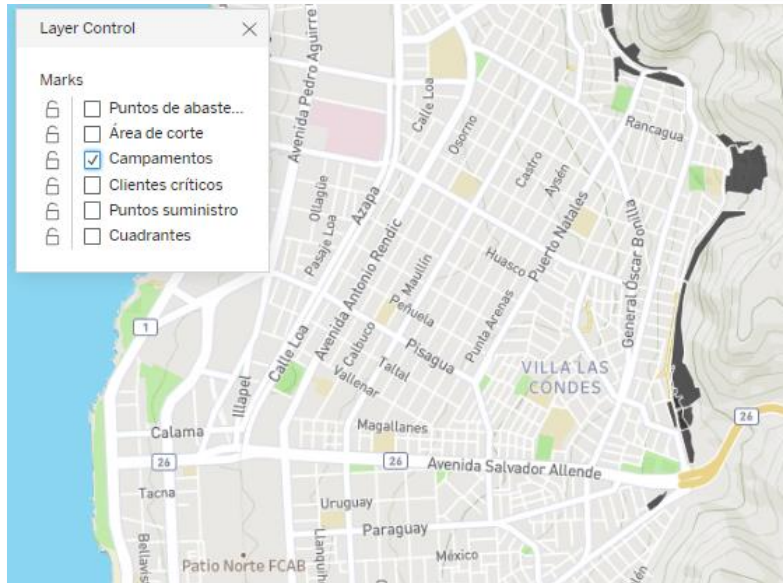 Layer Control
Marks
Puntos de abaste...
Área de corte
Campamentos
Clientes críticos
Puntos suministro
Cuadrantes
Avenida Pedro Aguirre
Calle Loa
Osorno
Rancagua
Castro
Aysén
Ollagüe
Azapa
Pasaje Loa
Avenida Antonio Rendic
Maullín
Huasco
Puerto Natales
General Óscar Bonilla
Peñuela
Punta Arenas
1
Calle Loa
Calbuco
Pisagua
Taltal
Vallenar
VILLA LAS
CONDES
Illapel
26
Calama
Magallanes
26
26
Avenida Salvador Allende
Tacna
Uruguay
Paraguay
México
Patio Norte FCAB